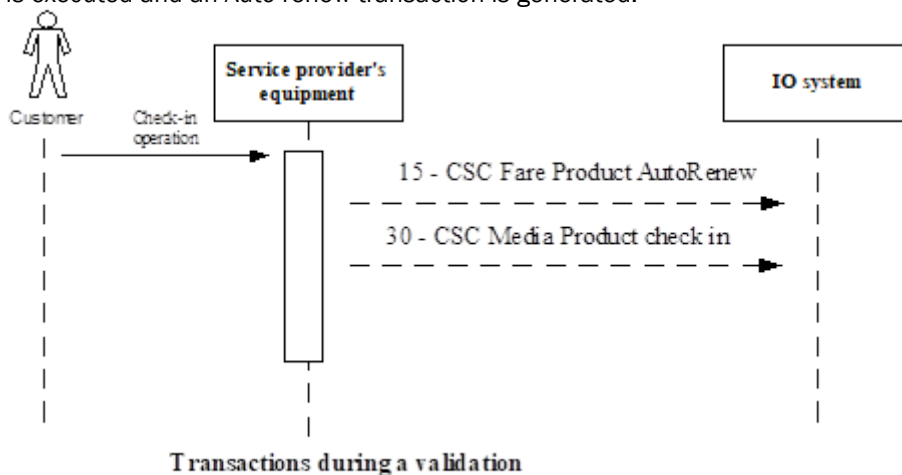 is executed and an Auto renew transaction is generated.
Customer
Check-in
operation
Service provider's
equipment
IO system
15 - CSC Fare Product AutoRenew
30 - CSC Media Product check in
Transactions during a validation